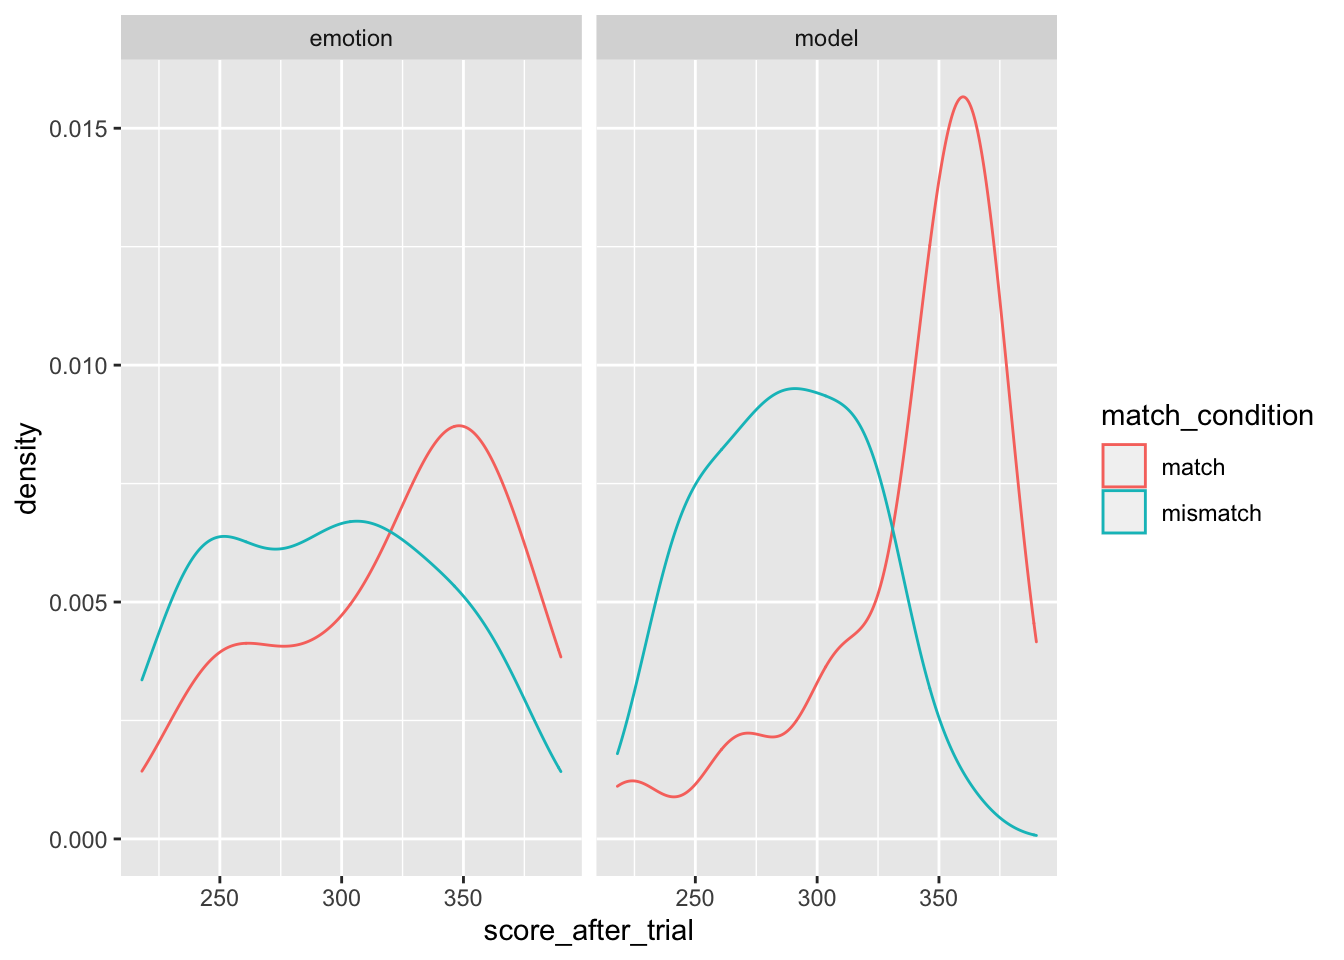 emotion
model
0.015
0.010
0.005
0.000
density
250
300
350
250
300
350
score_after_trial
match_condition
match
mismatch